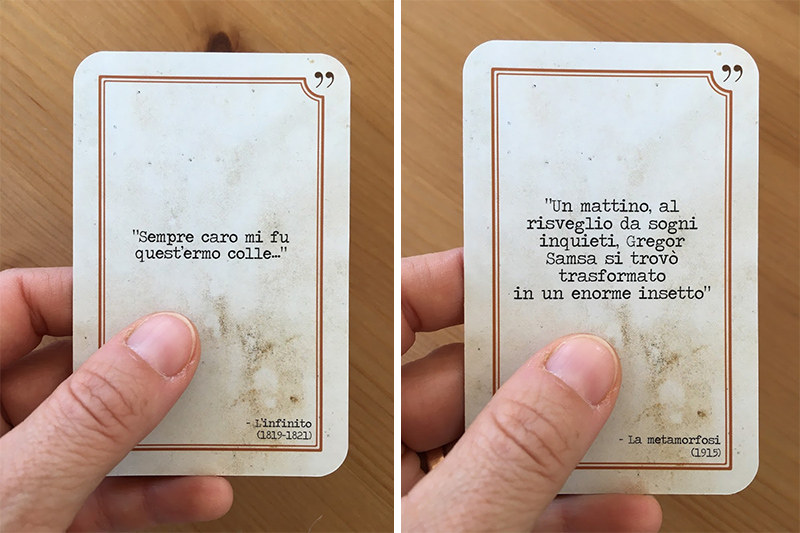 ”
"Sempre caro mi fu
quest'ermo colle..."
- L'infinito
(1819-1821)
”
"Un mattino, al
risveglio da sogni
inquieti, Gregor
Samsa si trovò
trasformato
in un enorme insetto"
- La metamorfosi
(1915)